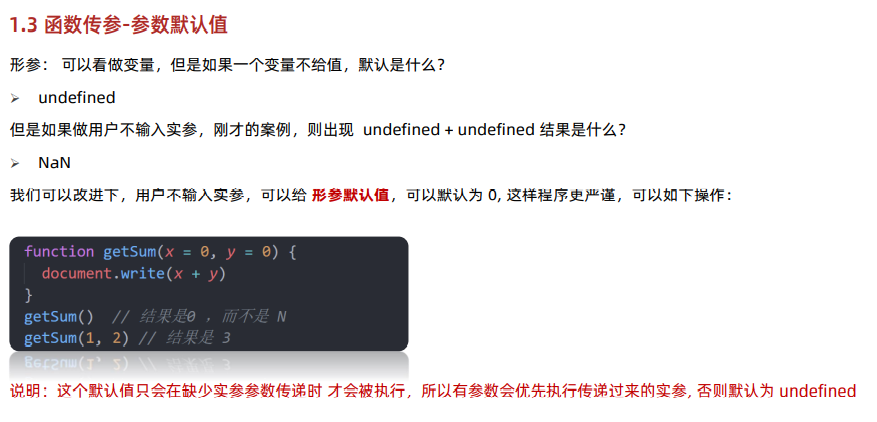 1.3 函数传参-参数默认值
形参： 可以看做变量，但是如果一个变量不给值，默认是什么？
➢ undefined
但是如果做用户不输入实参，刚才的案例，则出现 undefined + undefined 结果是什么？
➢ NaN
我们可以改进下，用户不输入实参，可以给 形参默认值，可以默认为 0, 这样程序更严谨，可以如下操作：
function getSum(x = 0, y = 0) {
document.write(x + y)
}
getSum() // 结果是0 ，而不是 N
getSum(1, 2) // 结果是 3
说明：这个默认值只会在缺少实参参数传递时 才会被执行，所以有参数会优先执行传递过来的实参, 否则默认为 undefined